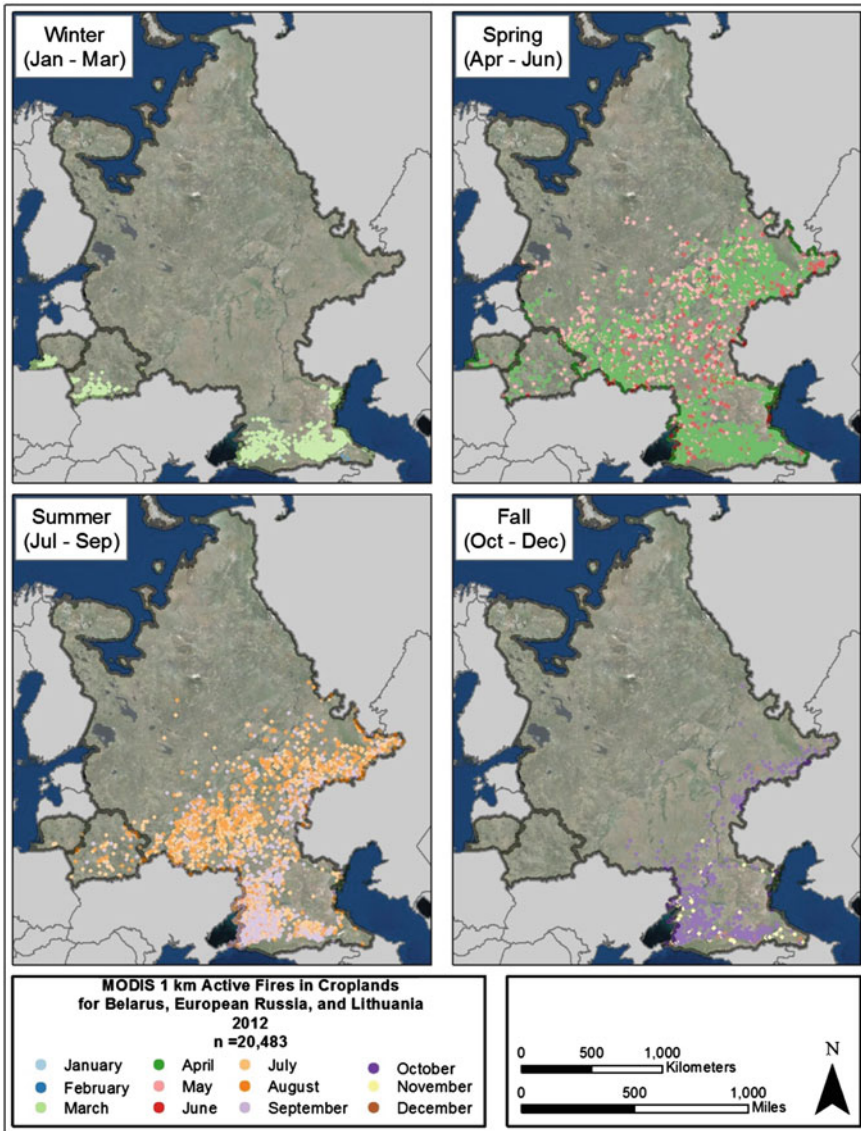 Winter
(Jan - Mar)
Spring
(Apr - Jun)
Summer
(Jul - Sep)
Fall
(Oct - Dec)
MODIS 1 km Active Fires in Croplands
for Belarus, European Russia, and Lithuania
2012
n =20,483
January
February
March
April
May
June
July
August
September
October
November
December
0 500 1,000
Kilometers
0 500 1,000
Miles
N